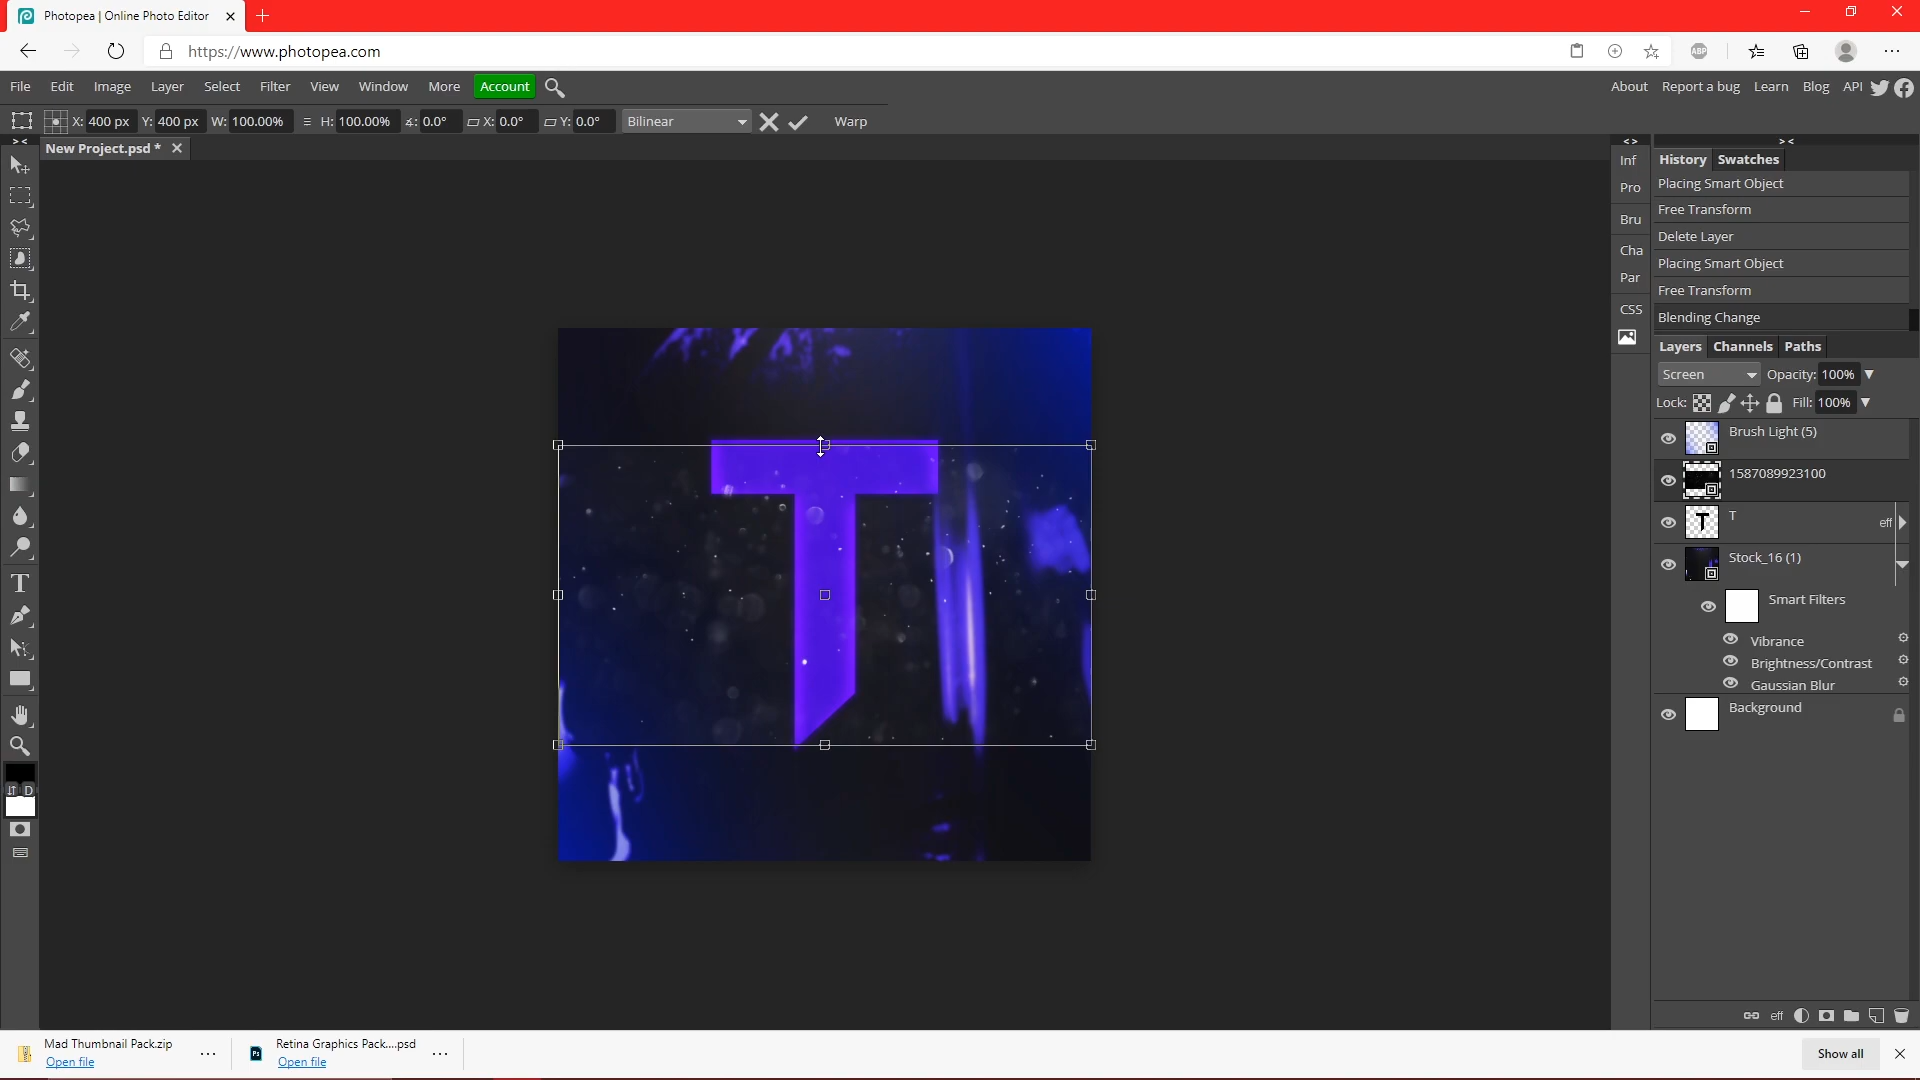 Photopea | Online Photo Editor
https://www.photopea.com
ABP
File Edit Image Layer Select Filter View Window More Account
About Report a bug Learn Blog API
X: 400 px Y: 400 px W: 100.00% H: 100.00% 0.0° X: 0.0° Y: 0.0° Bilinear Warp
New Project.psd *
Inf
Pro
Bru
Cha
Par
CSS
History Swatches
Placing Smart Object
Free Transform
Delete Layer
Placing Smart Object
Free Transform
Blending Change
Layers Channels Paths
Screen Opacity: 100%
Lock: Fill: 100%
Brush Light (5)
1587089923100
T
eff
Stock_16 (1)
Smart Filters
Vibrance
Brightness/Contrast
Gaussian Blur
Background
eff
T
T
D
Mad Thumbnail Pack.zip
Open file
Ps
Retina Graphics Pack....psd
Open file
Show all